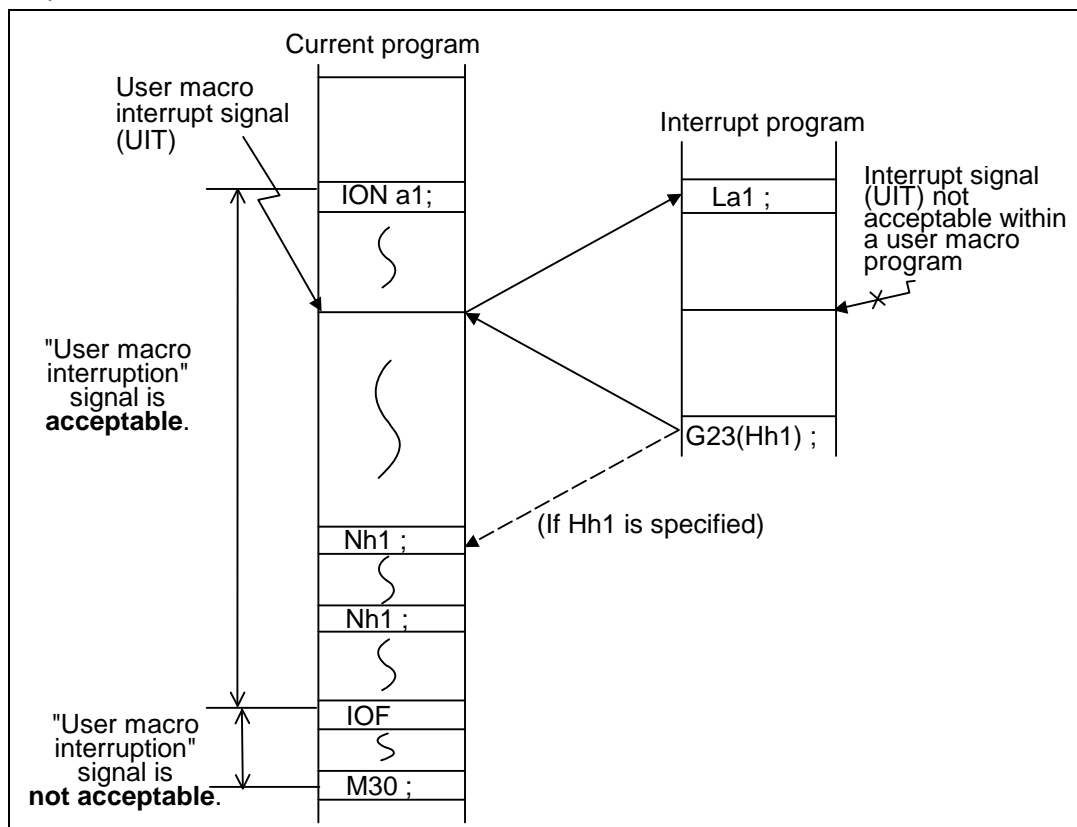 Current program
User macro
interrupt signal
(UIT)
Interrupt program
ION a1;
La1 ;
Interrupt signal
(UIT) not
acceptable within
a user macro
program
"User macro
interruption"
signal is
acceptable.
G23(Hh1) ;
(If Hh1 is specified)
Nh1 ;
Nh1 ;
IOF
"User macro
interruption"
signal is
not acceptable.
M30 ;